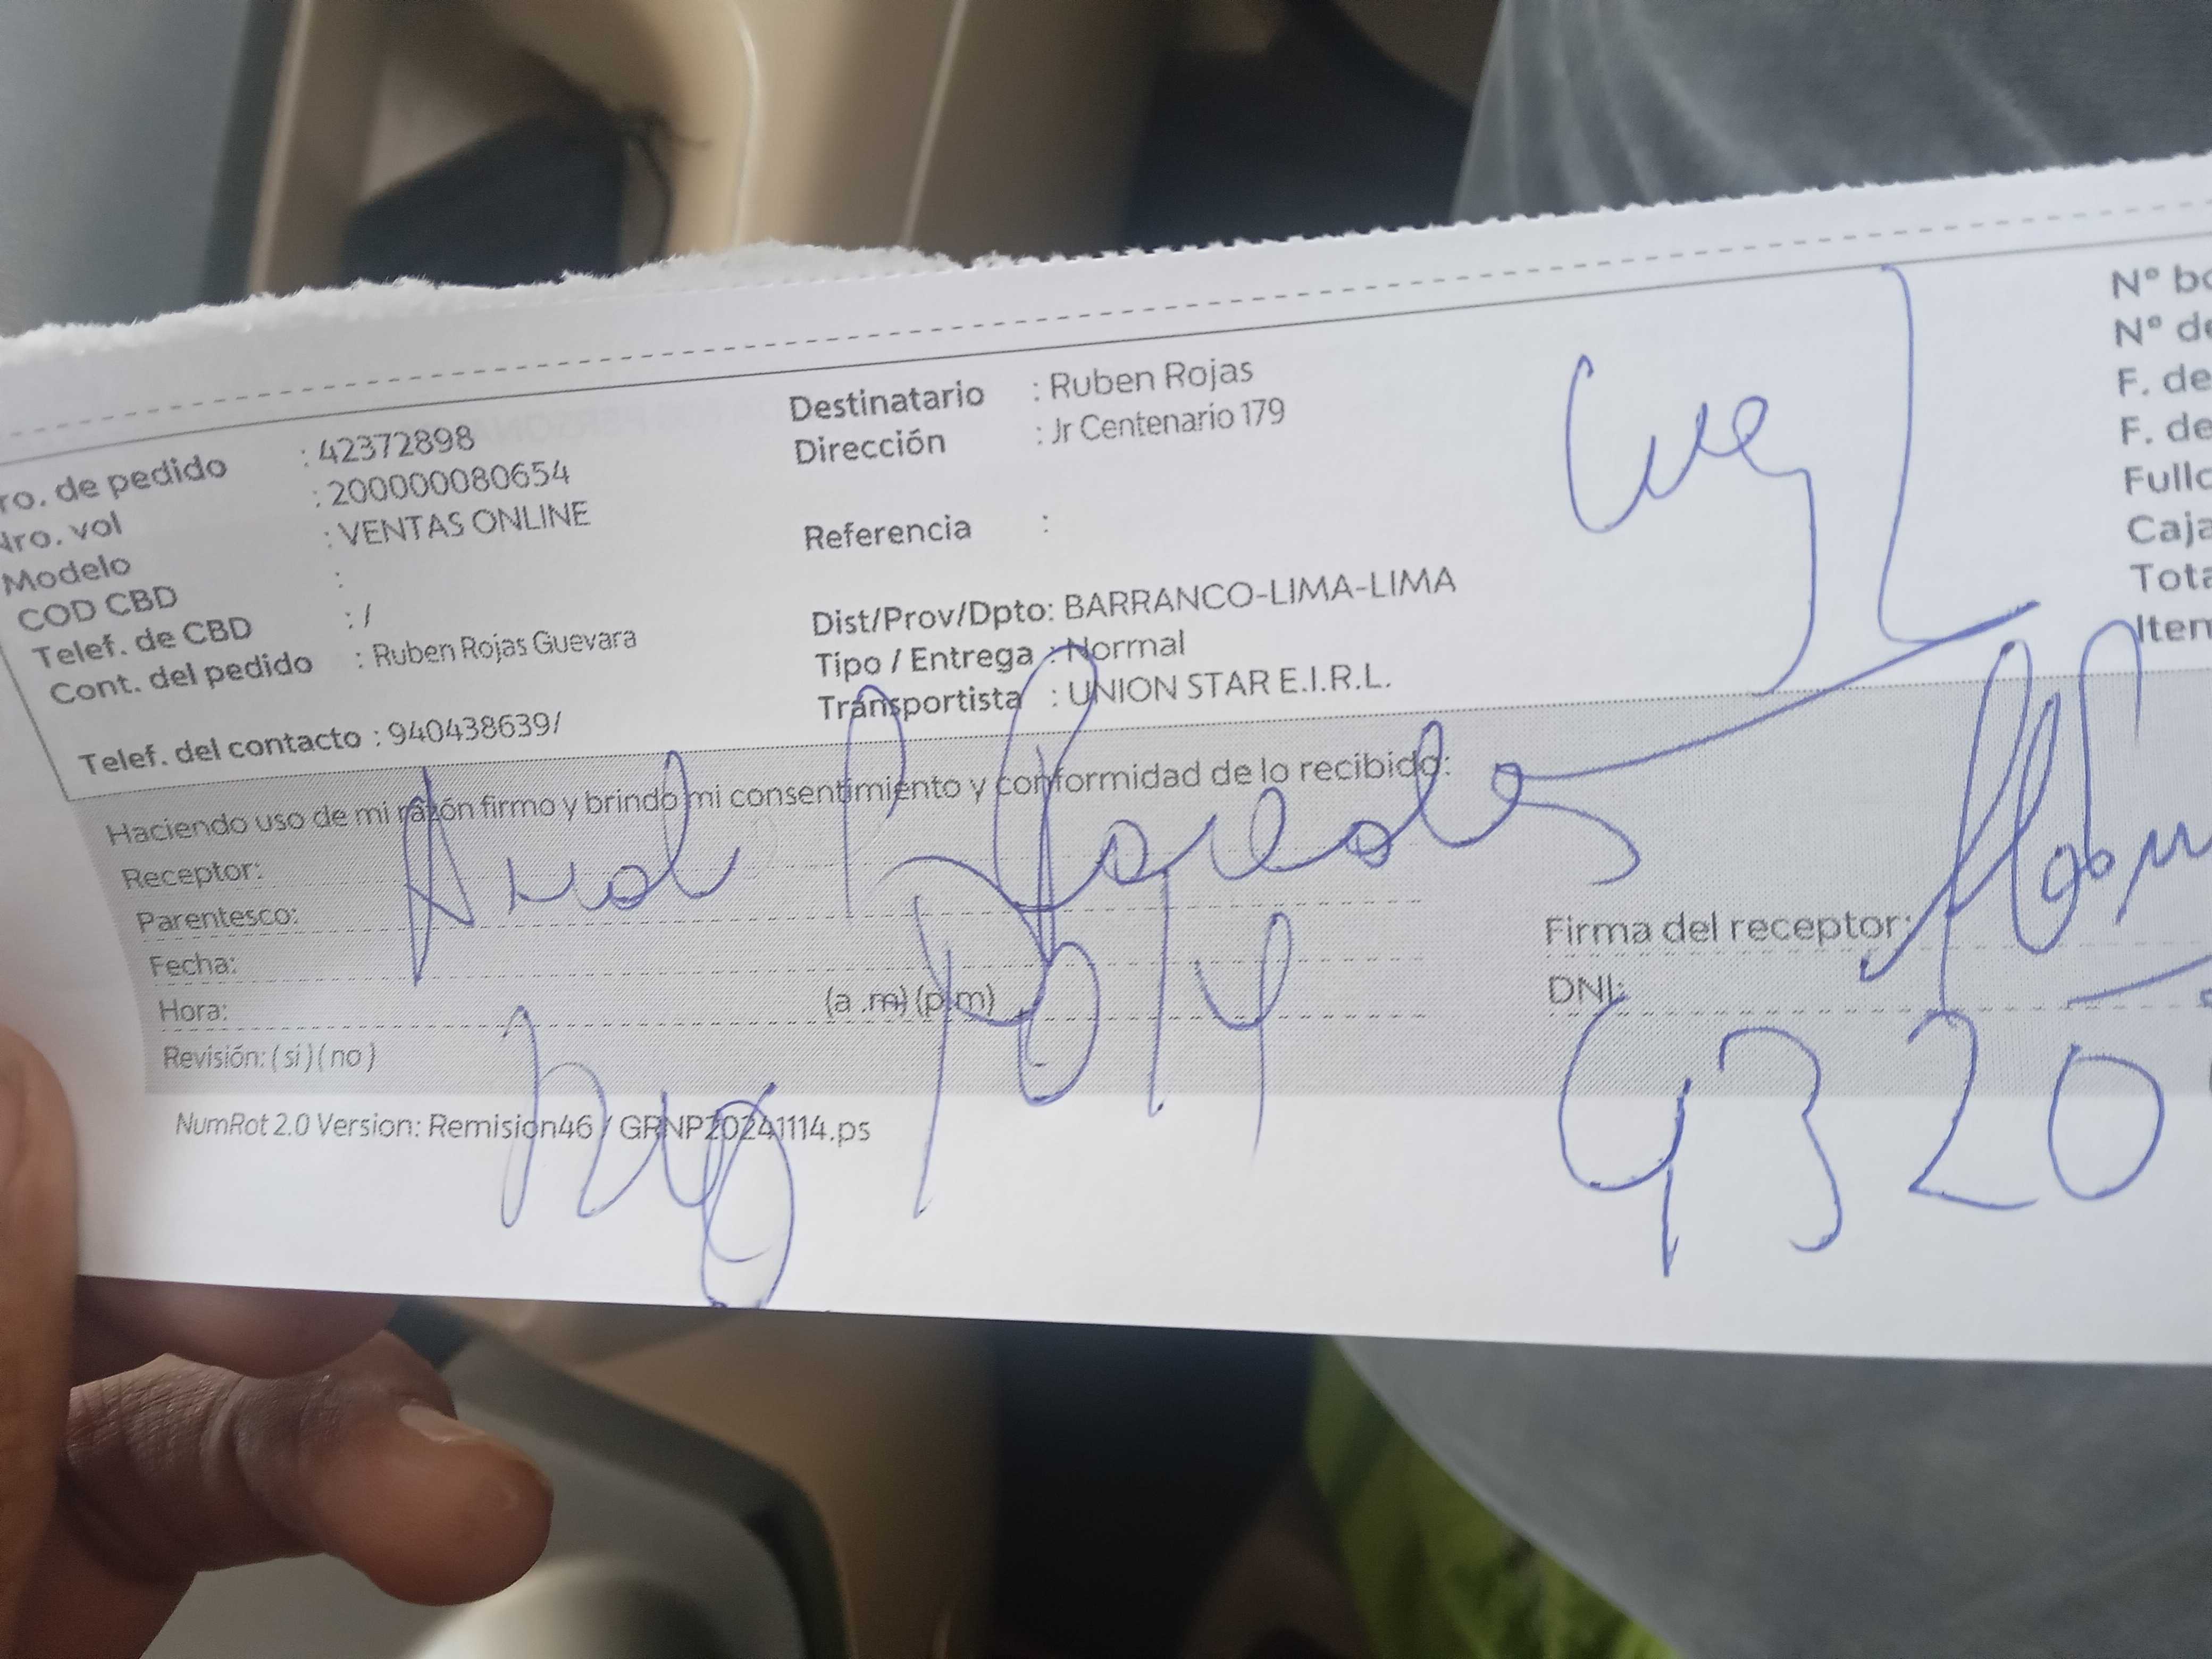 ro. de pedido : 42372898
Nro. vol : 200000080654
Modelo : VENTAS ONLINE
COD CBD :
Telef. de CBD : /
Cont. del pedido : Ruben Rojas Guevara
Telef. del contacto : 940438639/
Destinatario : Ruben Rojas
Dirección : Jr Centenario 179
Referencia :
Dist/Prov/Dpto: BARRANCO-LIMA-LIMA
Tipo / Entrega : Normal
Transportista : UNION STAR E.I.R.L.
N° bo
N° de
F. de
F. de
Fullc
Caja
Tota
Item
Haciendo uso de mi razón firmo y brindo mi consentimiento y conformidad de lo recibido:
Receptor:
Parentesco:
Fecha:
Hora: (a .m) (p.m)
Revisión: ( si ) ( no )
Firma del receptor:
DNI:
4320
NumRot 2.0 Version: Remision46 / GRNP20241114.ps